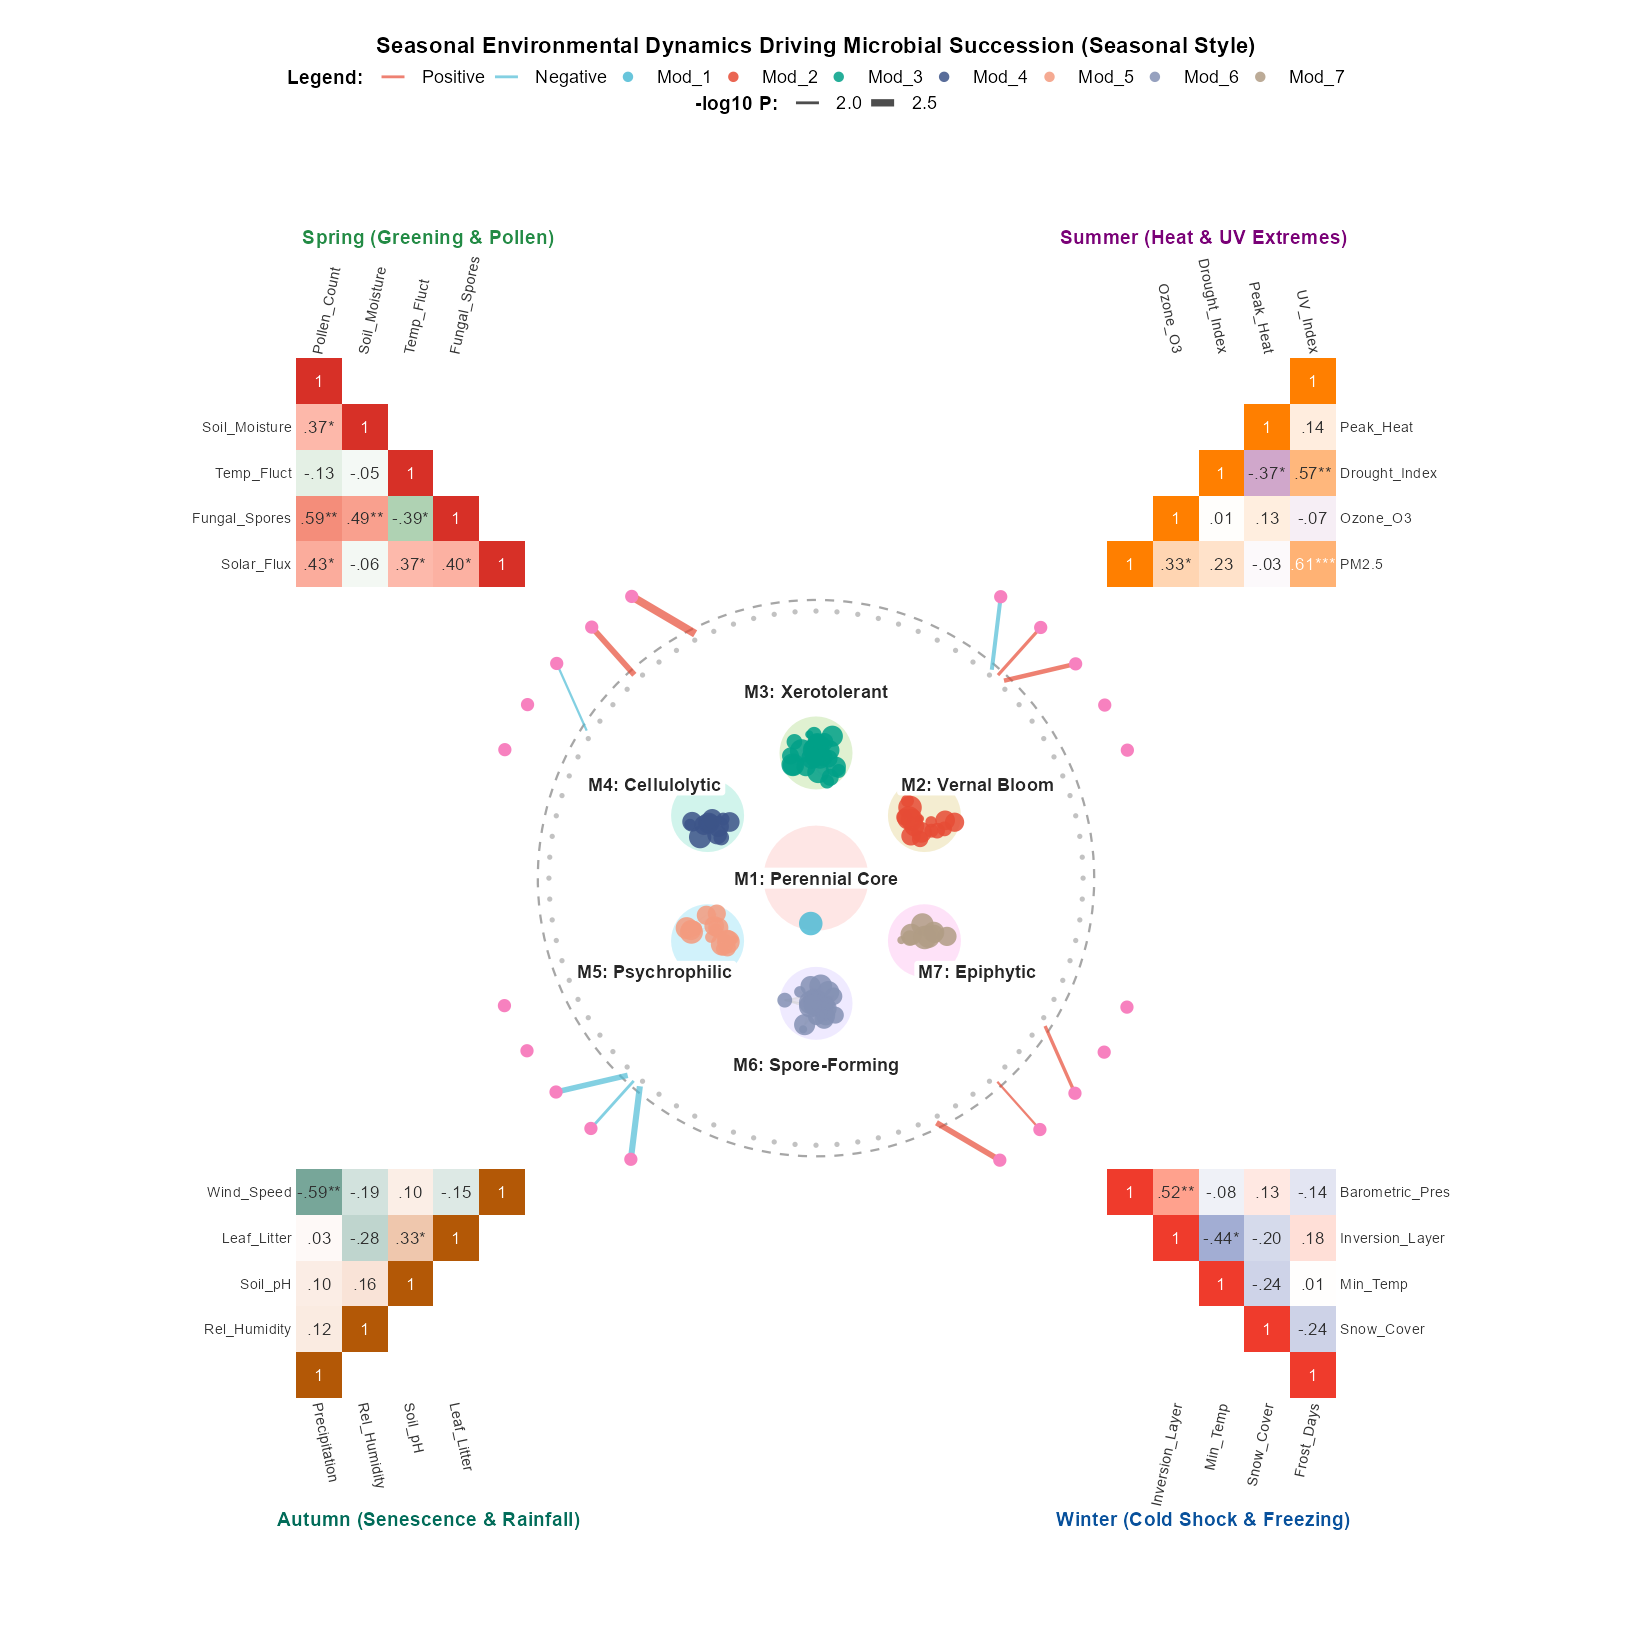 Seasonal Environmental Dynamics Driving Microbial Succession (Seasonal Style)
Legend: Positive Negative Mod_1 Mod_2 Mod_3 Mod_4 Mod_5 Mod_6 Mod_7
-log10 P: 2.0 2.5
Spring (Greening & Pollen)
Pollen_Count Soil_Moisture Temp_Fluct Fungal_Spores
1
Soil_Moisture .37* 1
Temp_Fluct -.13 -.05 1
Fungal_Spores .59** .49** -.39* 1
Solar_Flux .43* -.06 .37* .40* 1
Summer (Heat & UV Extremes)
Ozone_O3 Drought_Index Peak_Heat UV_Index
1
1 .14 Peak_Heat
1 -.37* .57** Drought_Index
1 .01 .13 -.07 Ozone_O3
1 .33* .23 -.03 .61*** PM2.5
M3: Xerotolerant
M4: Cellulolytic
M2: Vernal Bloom
M1: Perennial Core
M5: Psychrophilic
M7: Epiphytic
M6: Spore-Forming
Wind_Speed -.59** -.19 .10 -.15 1
Leaf_Litter .03 -.28 .33* 1
Soil_pH .10 .16 1
Rel_Humidity .12 1
1
Precipitation Rel_Humidity Soil_pH Leaf_Litter
Autumn (Senescence & Rainfall)
1 .52** -.08 .13 -.14 Barometric_Pres
1 -.44* -.20 .18 Inversion_Layer
1 -.24 .01 Min_Temp
1 -.24 Snow_Cover
1
Inversion_Layer Min_Temp Snow_Cover Frost_Days
Winter (Cold Shock & Freezing)